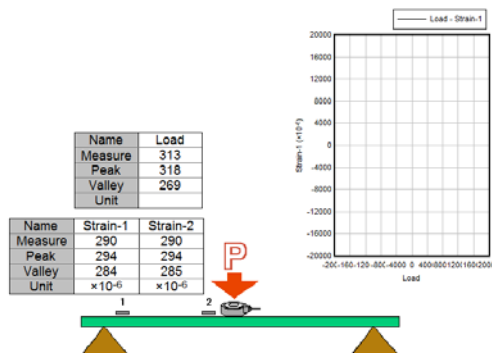 Load - Strain-1
20000
16000
12000
8000
4000
0
-4000
-8000
-12000
-16000
-20000
Strain-1 (×10⁻⁶)
Load
Name Load
Measure 313
Peak 318
Valley 269
Unit
Name Strain-1 Strain-2
Measure 290 290
Peak 294 294
Valley 284 285
Unit ×10⁻⁶ ×10⁻⁶
P
1 2